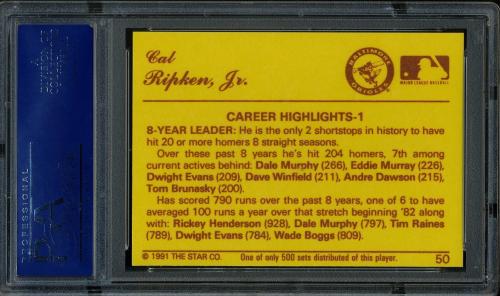 Cal
Ripken, Jr.
BALTIMORE
ORIOLES
MAJOR LEAGUE BASEBALL
CAREER HIGHLIGHTS-1
8-YEAR LEADER: He is the only 2 shortstops in history to have
hit 20 or more homers 8 straight seasons.
Over these past 8 years he's hit 204 homers, 7th among
current actives behind: Dale Murphy (266), Eddie Murray (226),
Dwight Evans (209), Dave Winfield (211), Andre Dawson (215),
Tom Brunasky (200).
Has scored 790 runs over the past 8 years, one of 6 to have
averaged 100 runs a year over that stretch beginning '82 along
with: Rickey Henderson (928), Dale Murphy (797), Tim Raines
(789), Dwight Evans (784), Wade Boggs (809).
© 1991 THE STAR CO. One of only 500 sets distributed of this player. 50
PROFESSIONAL